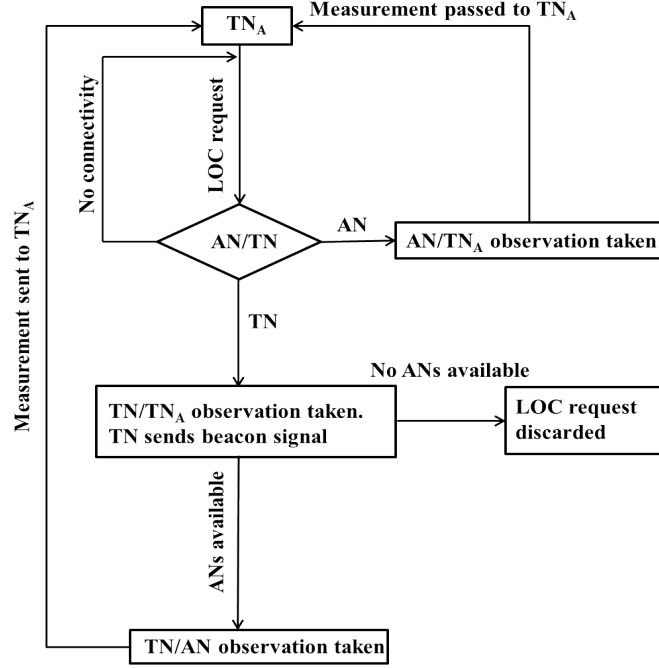 Measurement passed to TN_A
TN_A
No connectivity
LOC request
AN/TN
AN
AN/TN_A observation taken
Measurement sent to TN_A
TN
No ANs available
TN/TN_A observation taken.
TN sends beacon signal
LOC request
discarded
ANs available
TN/AN observation taken